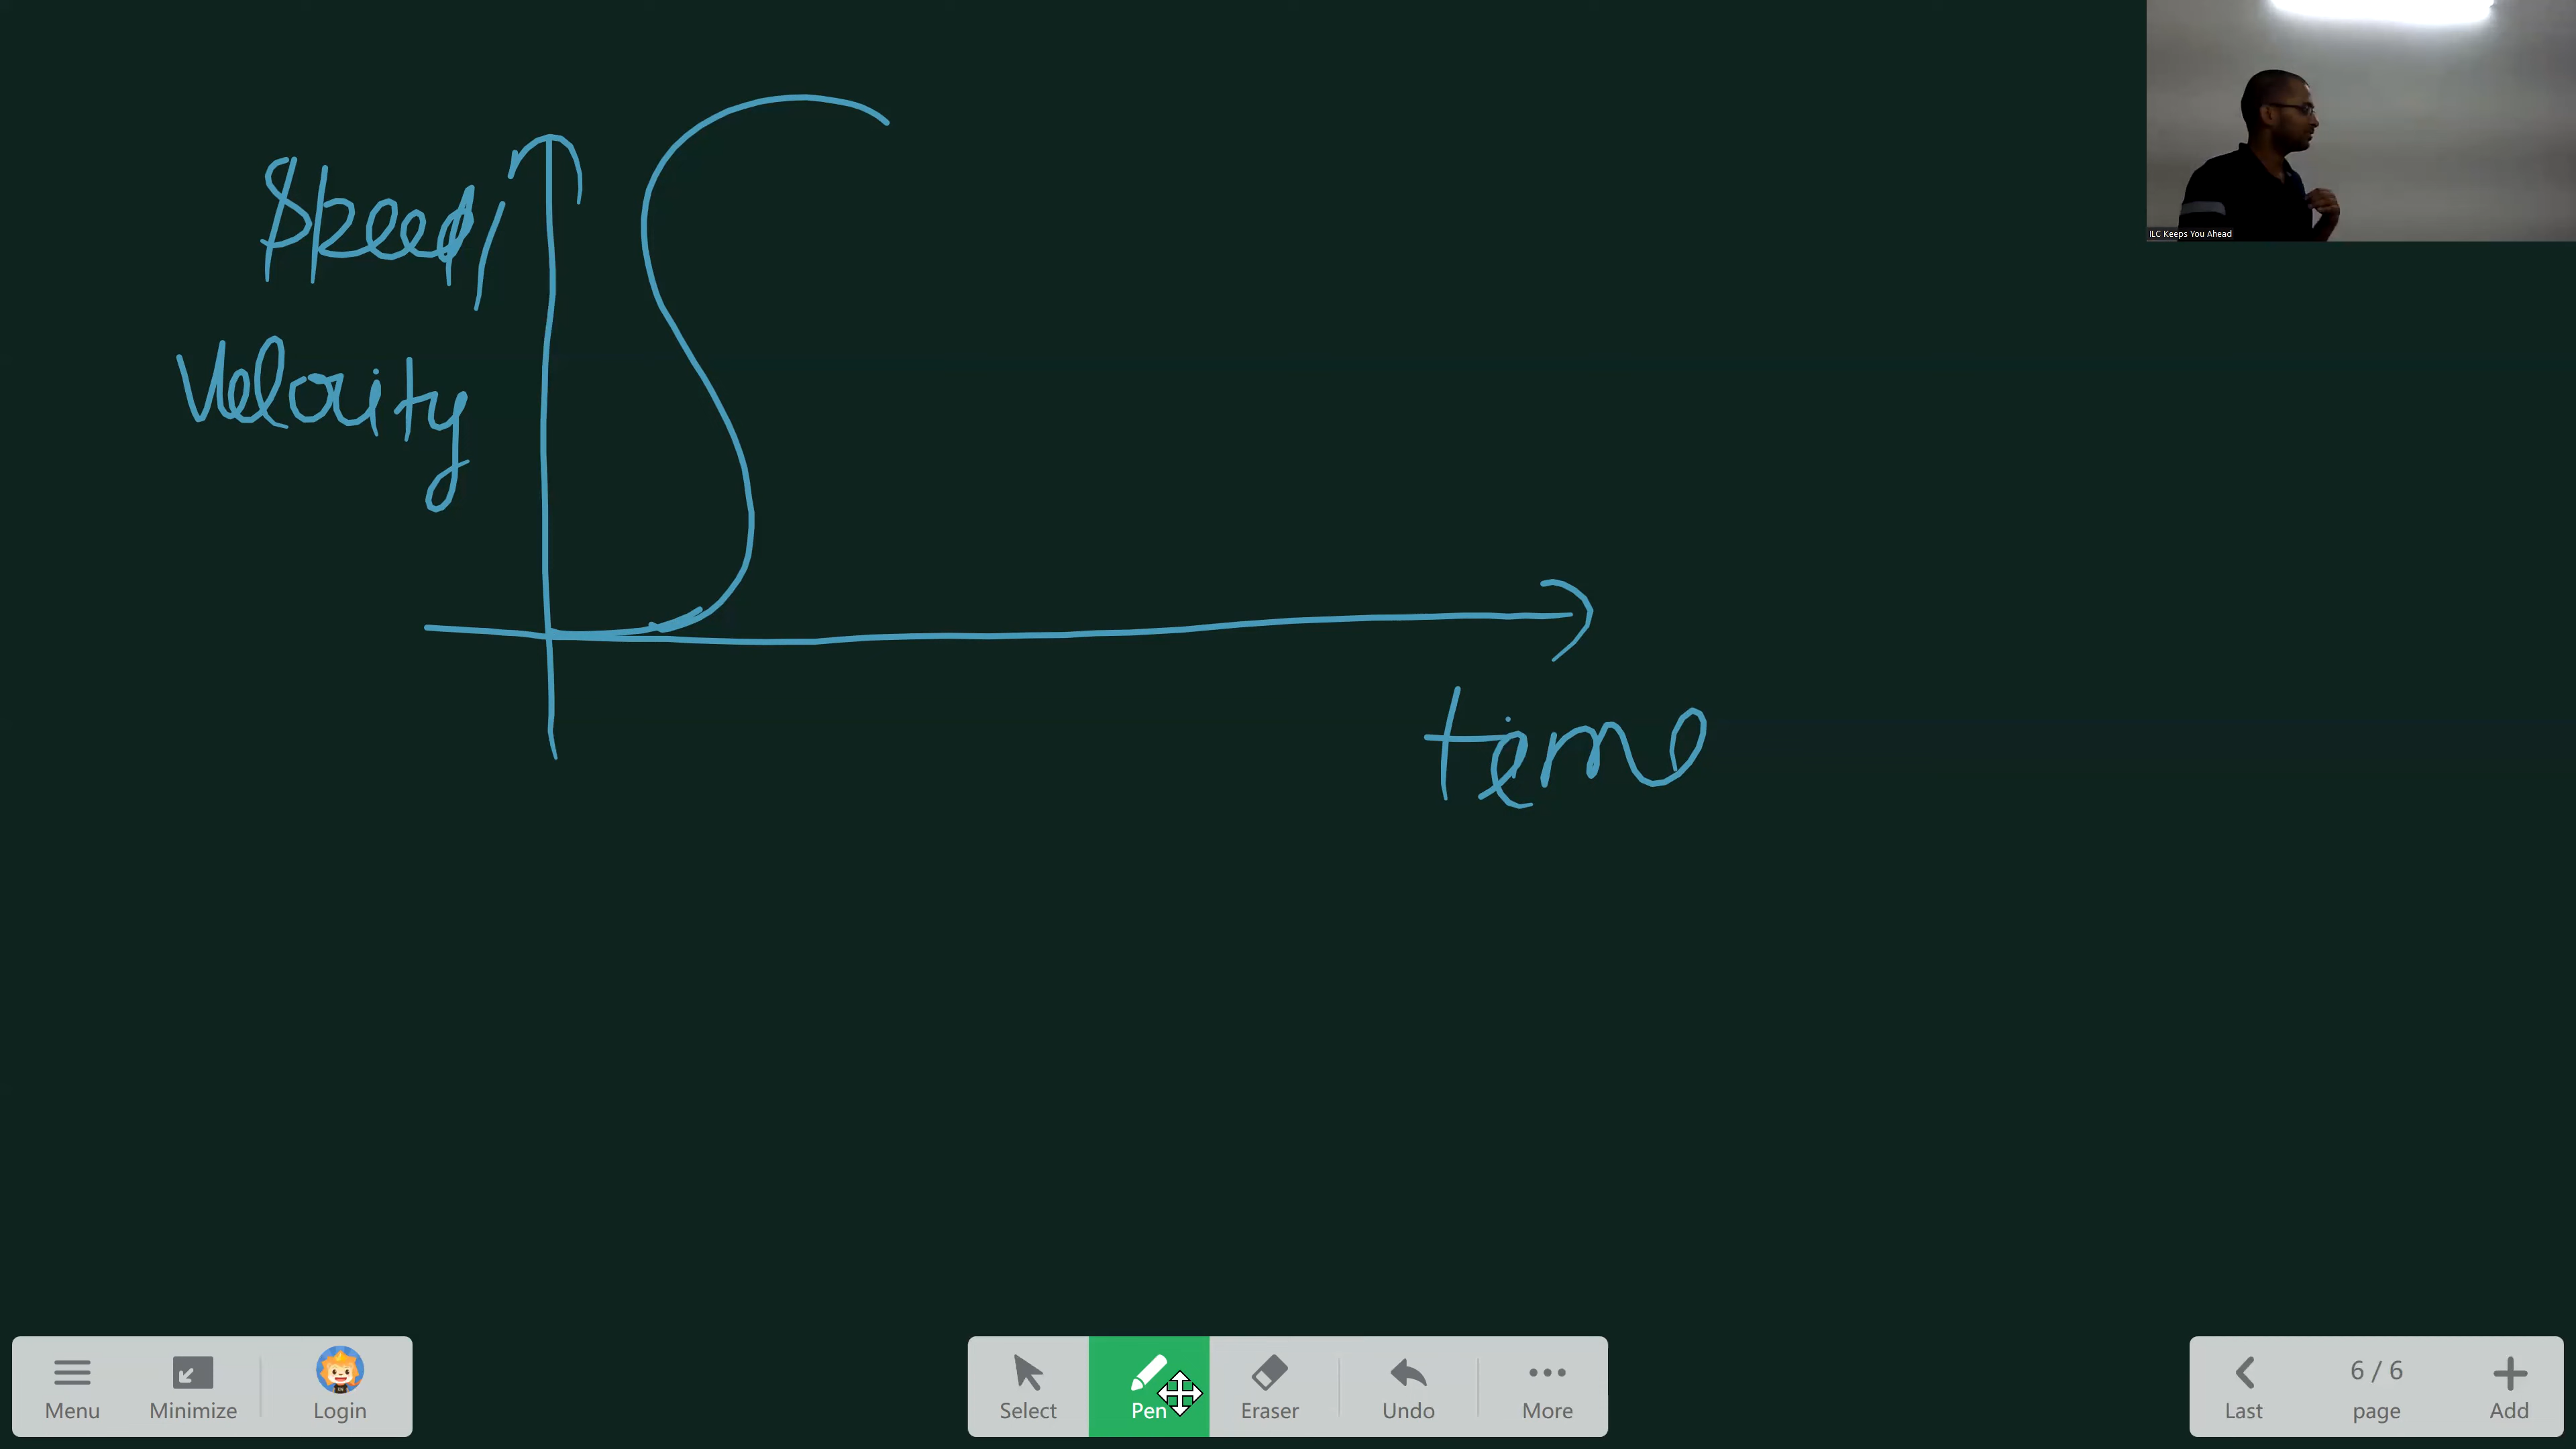 Speed,
Velocity
time
ILC Keeps You Ahead
Menu
Minimize
Login
Select
Pen
Eraser
Undo
More
Last
6 / 6
page
Add